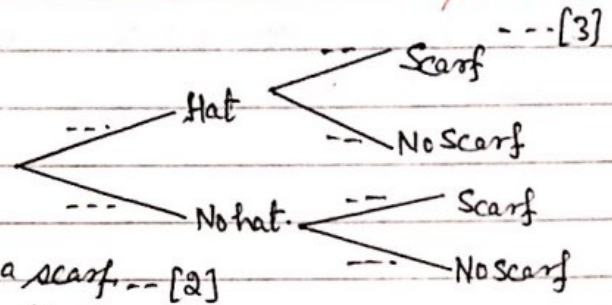 --- [3]
-- Scarf
--- Hat
-- No Scarf
--- No hat.
-- Scarf
a scarf -- [2]
--- No Scarf